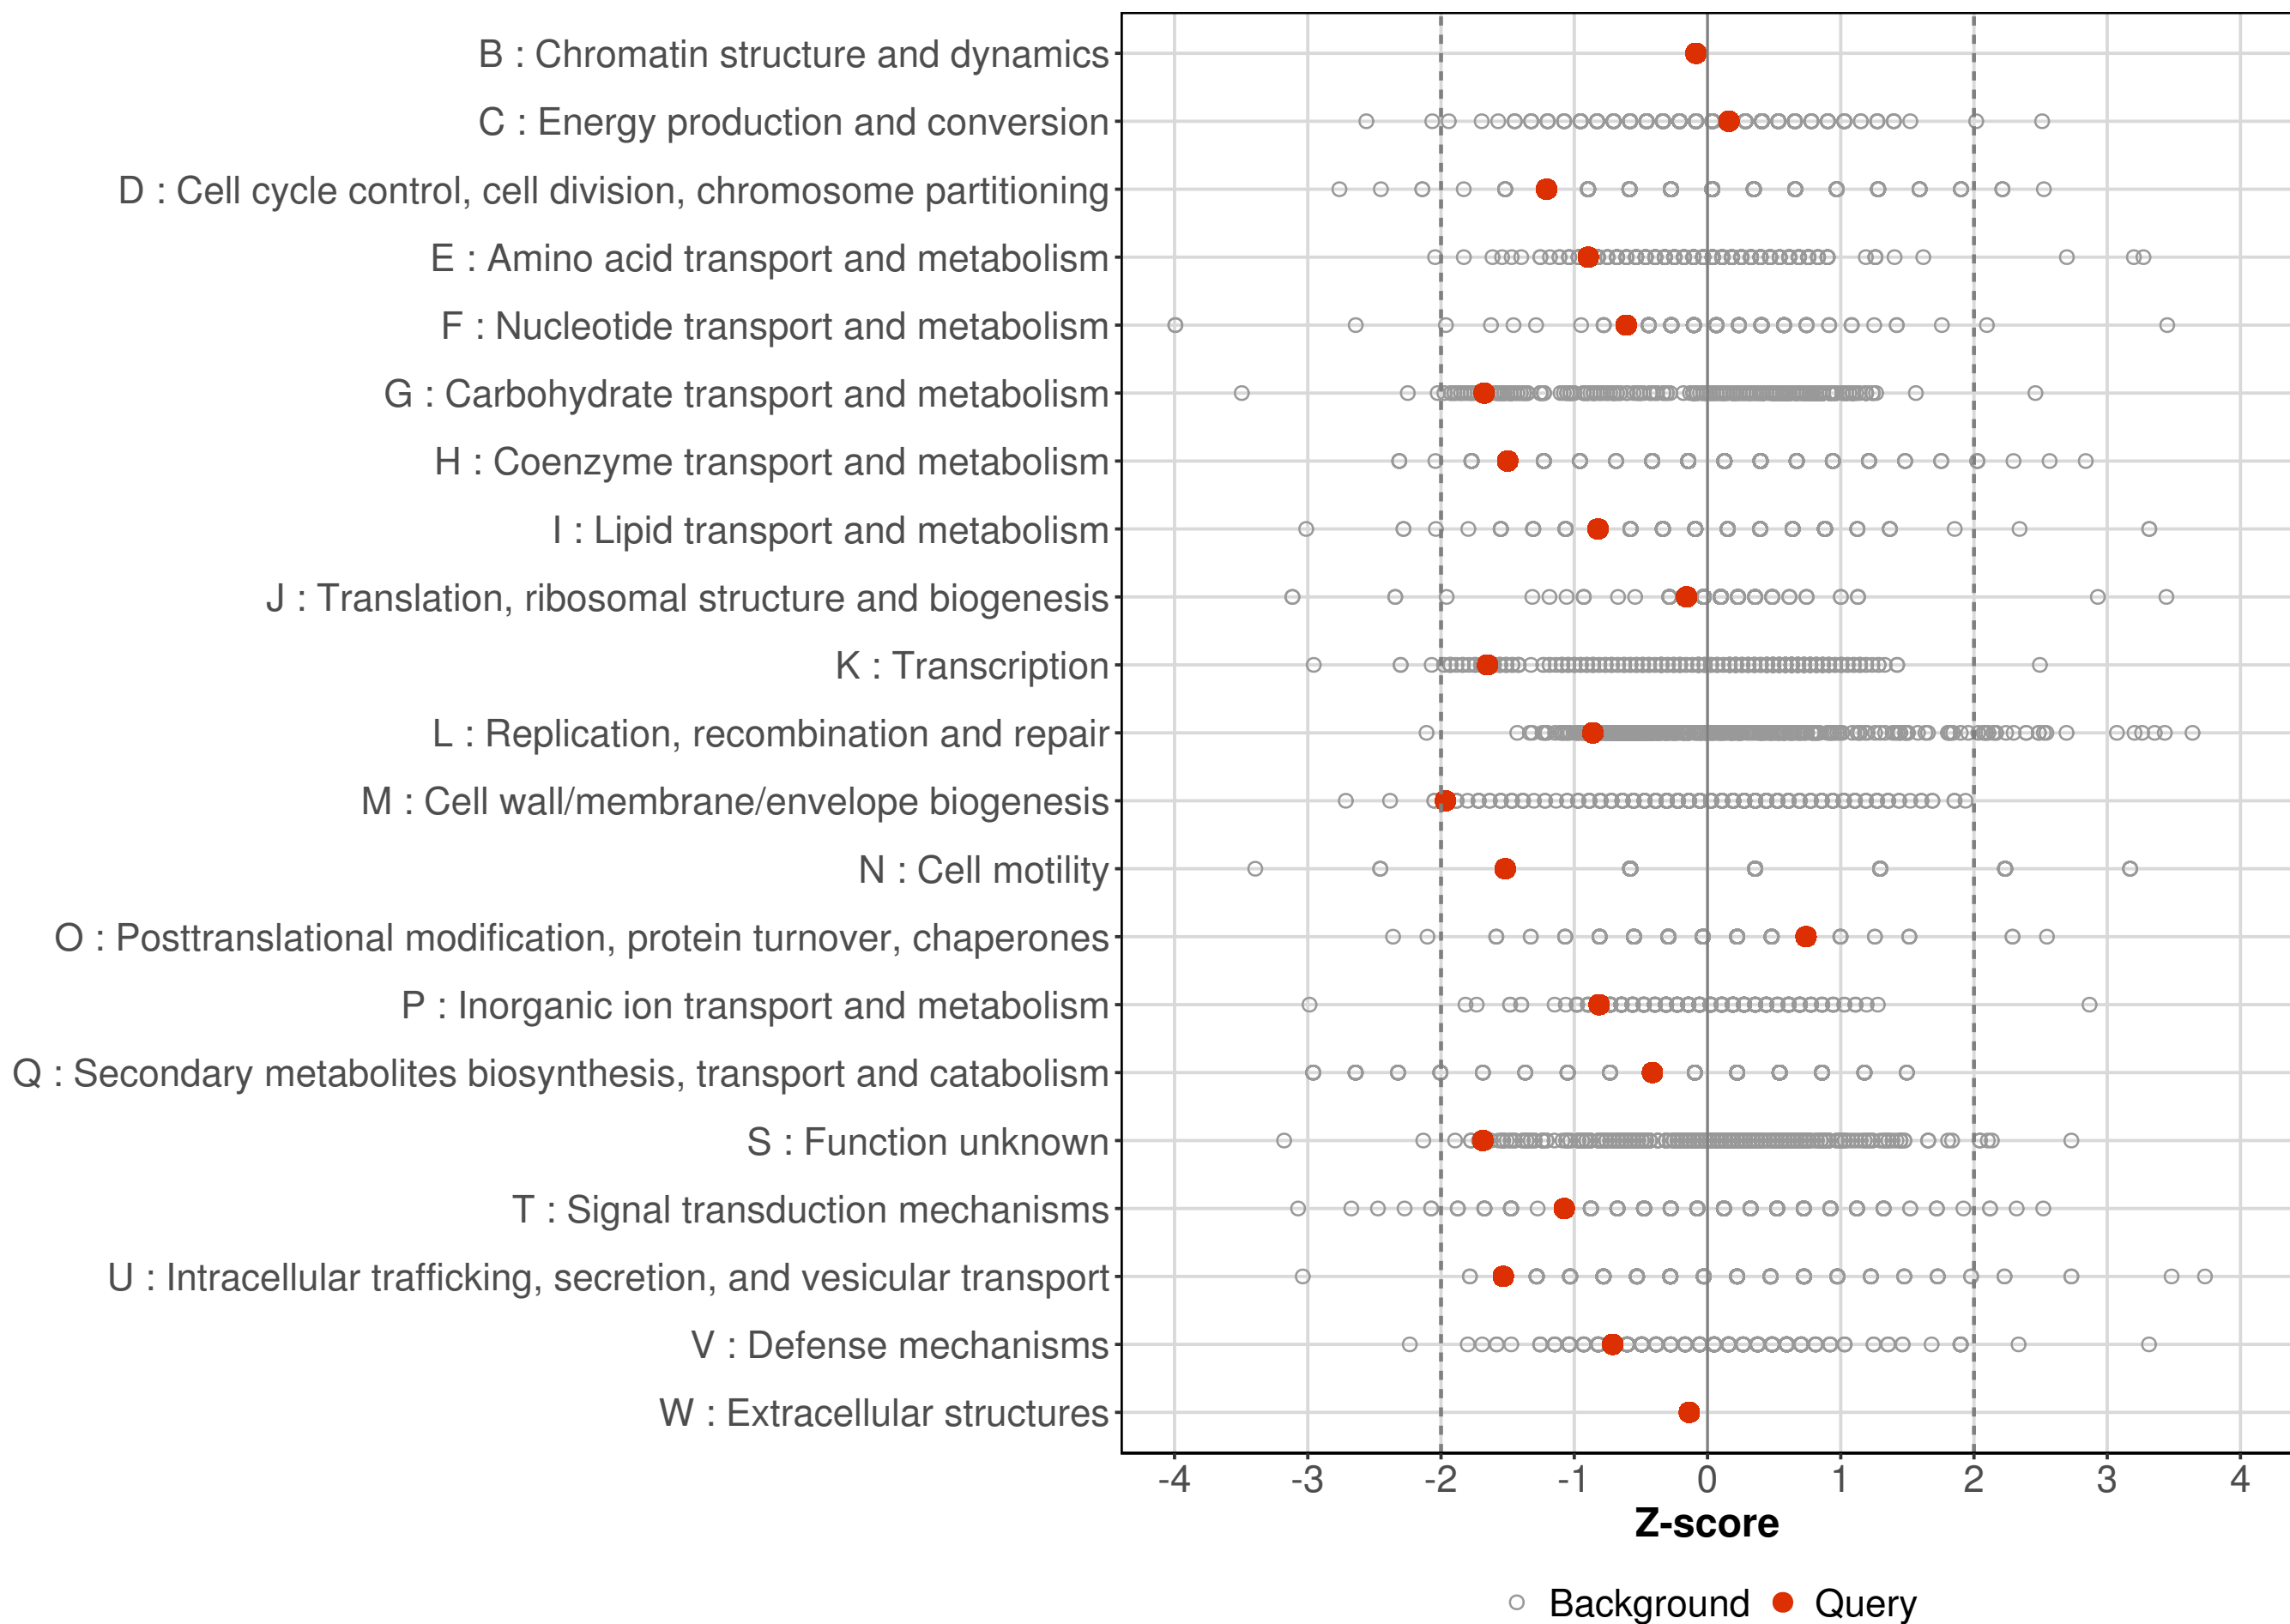 B : Chromatin structure and dynamics
C : Energy production and conversion
D : Cell cycle control, cell division, chromosome partitioning
E : Amino acid transport and metabolism
F : Nucleotide transport and metabolism
G : Carbohydrate transport and metabolism
H : Coenzyme transport and metabolism
I : Lipid transport and metabolism
J : Translation, ribosomal structure and biogenesis
K : Transcription
L : Replication, recombination and repair
M : Cell wall/membrane/envelope biogenesis
N : Cell motility
O : Posttranslational modification, protein turnover, chaperones
P : Inorganic ion transport and metabolism
Q : Secondary metabolites biosynthesis, transport and catabolism
S : Function unknown
T : Signal transduction mechanisms
U : Intracellular trafficking, secretion, and vesicular transport
V : Defense mechanisms
W : Extracellular structures
-4 -3 -2 -1 0 1 2 3 4
Z-score
Background Query